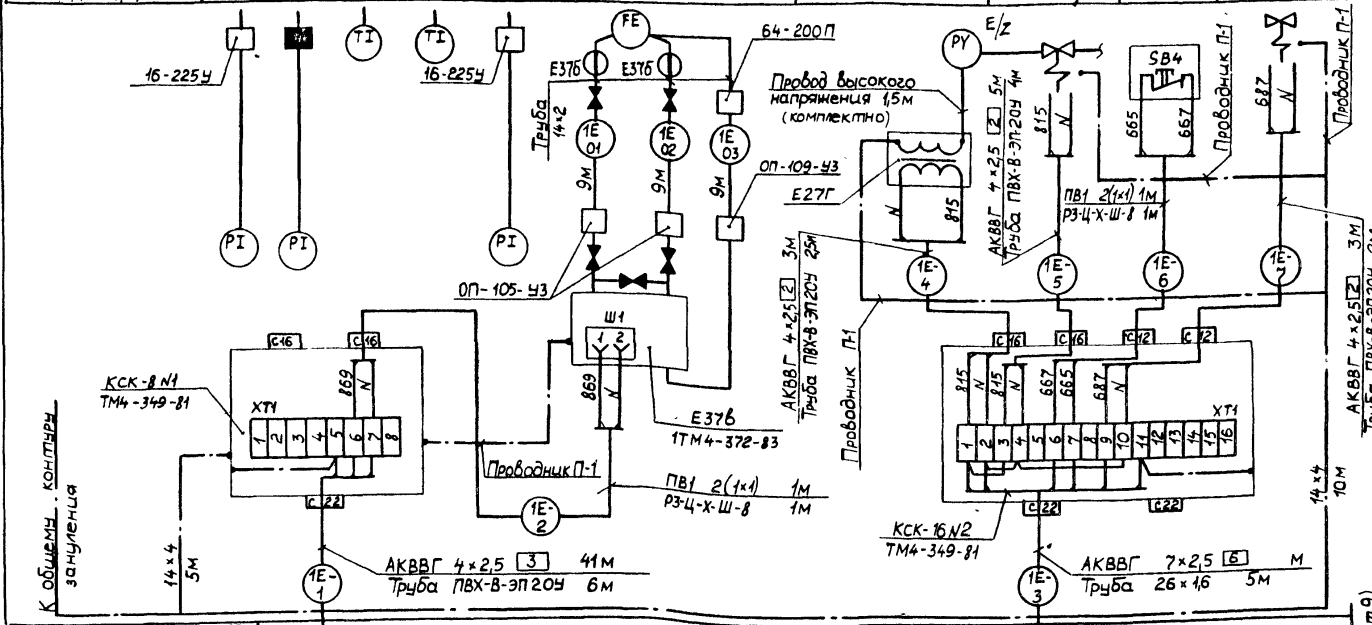 16-225У
TI
TI
16-225У
PI
PI
PI
FE
Е37б
Е37б
64-200П
Труба
14×2
1Е
01
1Е
02
1Е
03
9м
9м
9м
ОП-109-У3
ОП-105-У3
Ш1
1 2
869
N
Е37в
1ТМ4-372-83
Проводник П-1
ПВ1 2(1×1) 1м
РЗ-Ц-Х-Ш-8 1м
1Е-
2
С16
С16
869
N
КСК-8 N1
ТМ4-349-81
ХТ1
1 2 3 4 5 6 7 8
С22
К общему контуру
зануления
14×4
5м
АКВВГ 4×2,5 3 41м
Труба ПВХ-В-ЭП20У 6м
1Е-
1
PY
E/Z
Провод высокого
напряжения 1,5м
(комплектно)
Е27Г
N
815
АКВВГ 4×2,5 2 3м
Труба ПВХ-В-ЭП20У 2,5м
1Е-
4
Проводник П-1
АКВВГ 4×2,5 2 5м
Труба ПВХ-В-ЭП20У 4м
815
N
1Е-
5
SB4
665
667
ПВ1 2(1×1) 1м
РЗ-Ц-Х-Ш-8 1м
1Е-
6
Проводник П-1
687
N
1Е-
7
Проводник П-1
АКВВГ 4×2,5 2 3м
С16
С16
С12
С12
815
815
N
667
665
687
N
ХТ1
1 2 3 4 5 6 7 8 9 10 11 12 13 14 15 16
С22
С22
КСК-16 N2
ТМ4-349-81
14×4
10м
АКВВГ 7×2,5 6 м
Труба 26×1,6 5м
1Е-
3